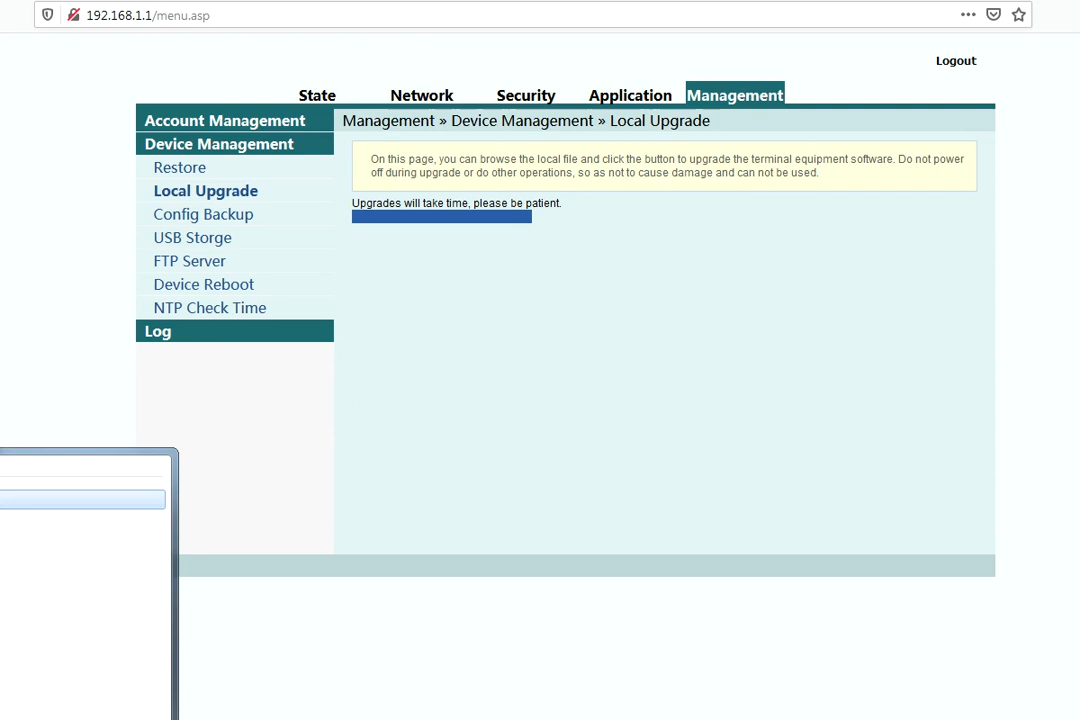 192.168.1.1/menu.asp
Logout
State Network Security Application Management
Account Management
Management » Device Management » Local Upgrade
Device Management
Restore
Local Upgrade
Config Backup
USB Storge
FTP Server
Device Reboot
NTP Check Time
Log
On this page, you can browse the local file and click the button to upgrade the terminal equipment software. Do not power
off during upgrade or do other operations, so as not to cause damage and can not be used.
Upgrades will take time, please be patient.